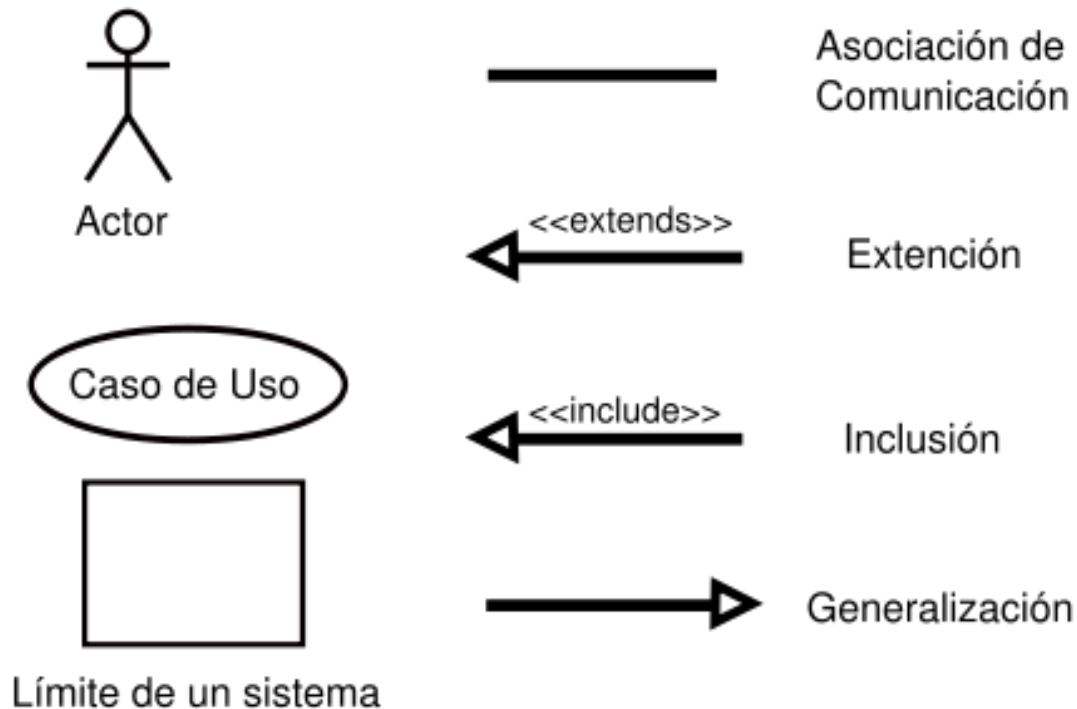 Actor
Caso de Uso
Límite de un sistema
Asociación de
Comunicación
<<extends>>
Extención
<<include>>
Inclusión
Generalización